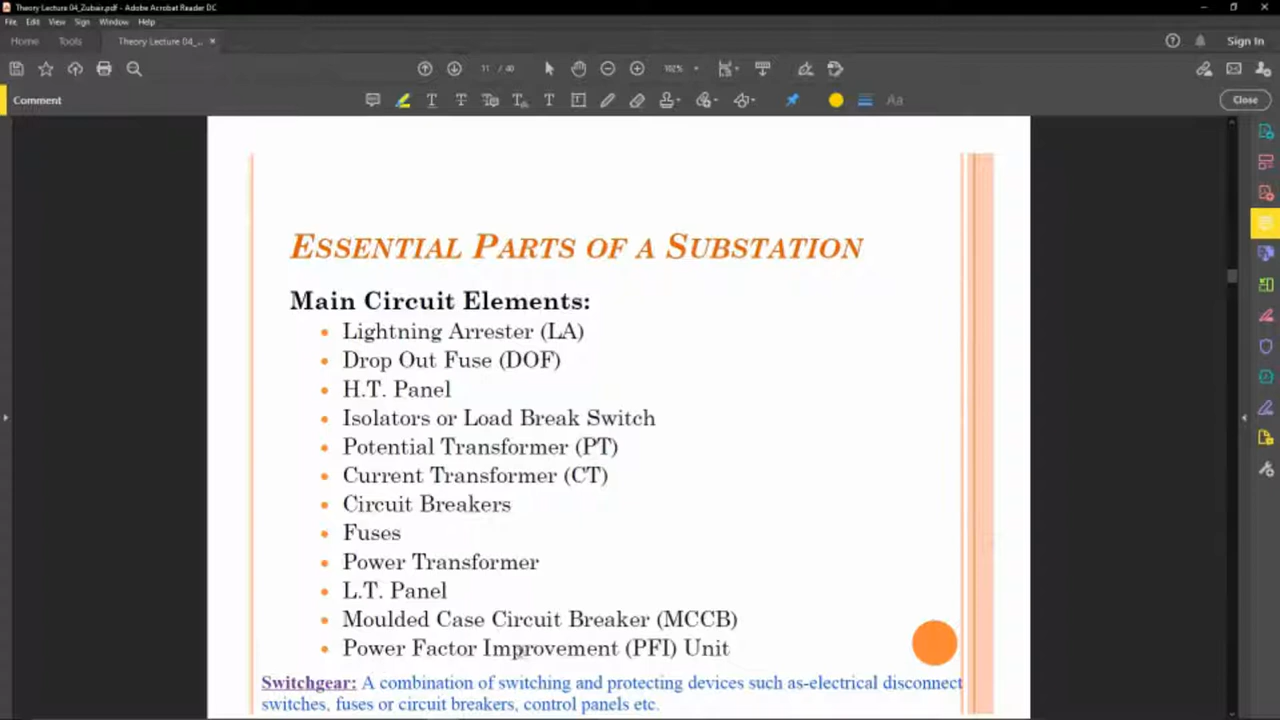 Theory Lecture 04_Zubair.pdf - Adobe Acrobat Reader DC
File Edit View Sign Window Help
Home Tools Theory Lecture 04_... × Sign In
11 / 40 102%
Comment Close
ESSENTIAL PARTS OF A SUBSTATION
Main Circuit Elements:
• Lightning Arrester (LA)
• Drop Out Fuse (DOF)
• H.T. Panel
• Isolators or Load Break Switch
• Potential Transformer (PT)
• Current Transformer (CT)
• Circuit Breakers
• Fuses
• Power Transformer
• L.T. Panel
• Moulded Case Circuit Breaker (MCCB)
• Power Factor Improvement (PFI) Unit
Switchgear: A combination of switching and protecting devices such as-electrical disconnect
switches, fuses or circuit breakers, control panels etc.